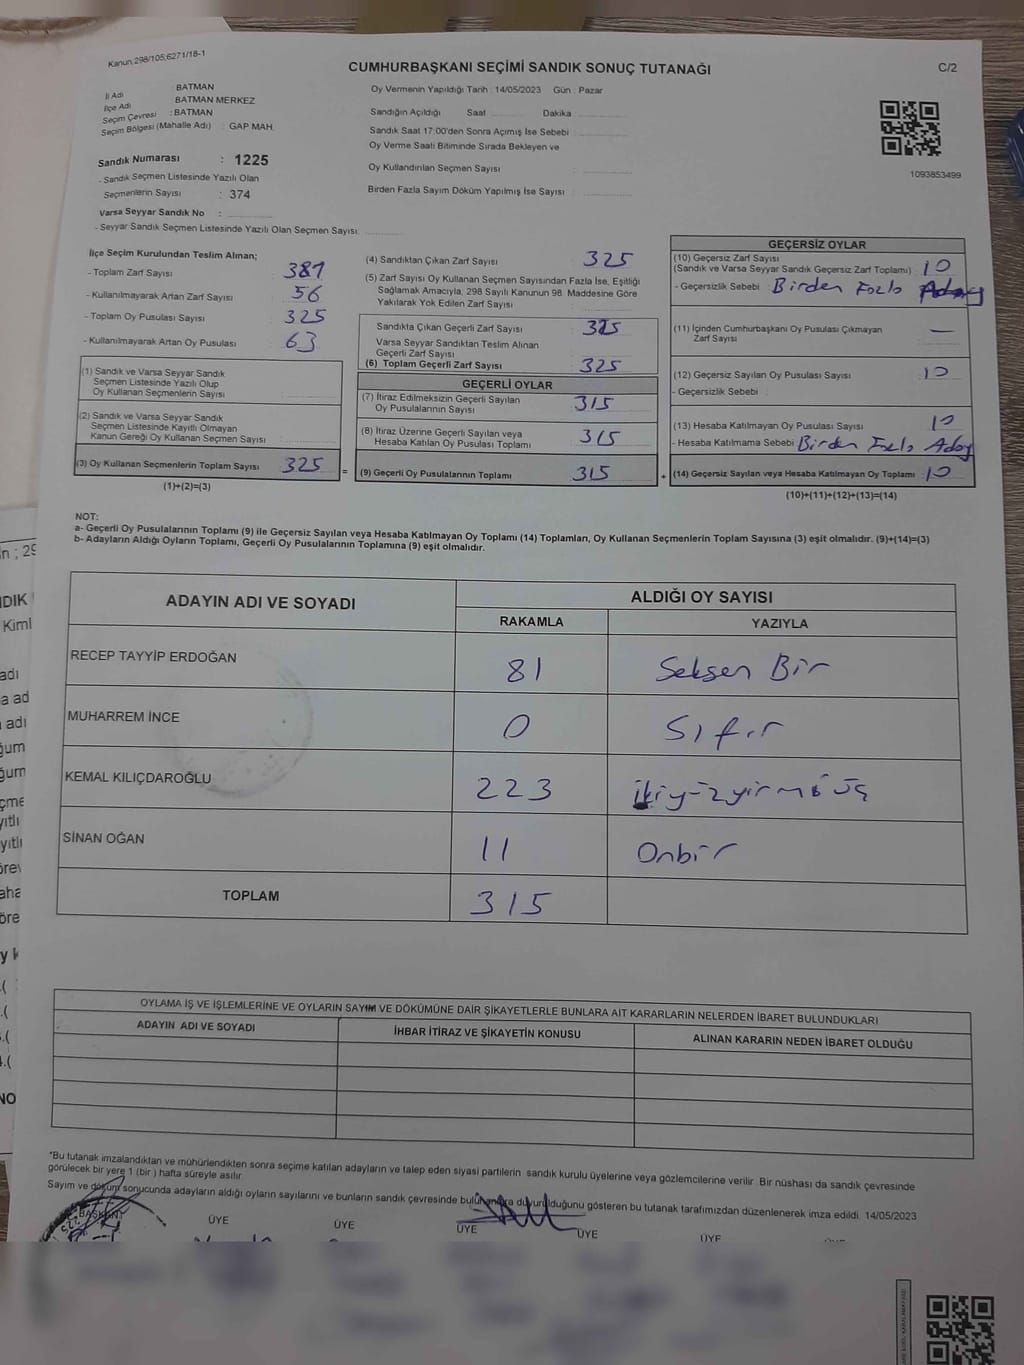 Kanun, 298/105;6271/18-1
CUMHURBAŞKANI SEÇİMİ SANDIK SONUÇ TUTANAĞI
C/2
İl Adı BATMAN
İlçe Adı BATMAN MERKEZ
Seçim Çevresi : BATMAN
Seçim Bölgesi (Mahalle Adı) : GAP MAH.
Sandık Numarası : 1225
- Sandık Seçmen Listesinde Yazılı Olan
Seçmenlerin Sayısı : 374
Varsa Seyyar Sandık No :
- Seyyar Sandık Seçmen Listesinde Yazılı Olan Seçmen Sayısı:
Oy Vermenin Yapıldığı Tarih : 14/05/2023 Gün : Pazar
Sandığın Açıldığı Saat Dakika :
Sandık Saat 17:00'den Sonra Açımış İse Sebebi :
Oy Verme Saati Bitiminde Sırada Bekleyen ve
Oy Kullandırılan Seçmen Sayısı :
Birden Fazla Sayım Döküm Yapılmış İse Sayısı :
1093853499
İlçe Seçim Kurulundan Teslim Alınan;
- Toplam Zarf Sayısı : 381
- Kullanılmayarak Artan Zarf Sayısı : 56
- Toplam Oy Pusulası Sayısı : 325
- Kullanılmayarak Artan Oy Pusulası : 63
(1) Sandık ve Varsa Seyyar Sandık
Seçmen Listesinde Yazılı Olup
Oy Kullanan Seçmenlerin Sayısı :
(2) Sandık ve Varsa Seyyar Sandık
Seçmen Listesinde Kayıtlı Olmayan
Kanun Gereği Oy Kullanan Seçmen Sayısı :
(3) Oy Kullanan Seçmenlerin Toplam Sayısı : 325 =
(1)+(2)=(3)
(4) Sandıktan Çıkan Zarf Sayısı : 325
(5) Zarf Sayısı Oy Kullanan Seçmen Sayısından Fazla İse, Eşitliği
Sağlamak Amacıyla, 298 Sayılı Kanunun 98. Maddesine Göre
Yakılarak Yok Edilen Zarf Sayısı :
Sandıkta Çıkan Geçerli Zarf Sayısı : 325
Varsa Seyyar Sandıktan Teslim Alınan
Geçerli Zarf Sayısı :
(6) Toplam Geçerli Zarf Sayısı : 325
GEÇERLİ OYLAR
(7) İtiraz Edilmeksizin Geçerli Sayılan
Oy Pusulalarının Sayısı : 315
(8) İtiraz Üzerine Geçerli Sayılan veya
Hesaba Katılan Oy Pusulası Toplamı : 315
(9) Geçerli Oy Pusulalarının Toplamı : 315 +
GEÇERSİZ OYLAR
(10) Geçersiz Zarf Sayısı
(Sandık ve Varsa Seyyar Sandık Geçersiz Zarf Toplamı) : 10
- Geçersizlik Sebebi : Birden Fazla Aday
(11) İçinden Cumhurbaşkanı Oy Pusulası Çıkmayan
Zarf Sayısı : —
(12) Geçersiz Sayılan Oy Pusulası Sayısı : 10
- Geçersizlik Sebebi :
(13) Hesaba Katılmayan Oy Pusulası Sayısı : 10
- Hesaba Katılmama Sebebi : Birden Fazla Aday
(14) Geçersiz Sayılan veya Hesaba Katılmayan Oy Toplamı : 10
(10)+(11)+(12)+(13)=(14)
NOT:
a- Geçerli Oy Pusulalarının Toplamı (9) ile Geçersiz Sayılan veya Hesaba Katılmayan Oy Toplamı (14) Toplamları, Oy Kullanan Seçmenlerin Toplam Sayısına (3) eşit olmalıdır. (9)+(14)=(3)
b- Adayların Aldığı Oyların Toplamı, Geçerli Oy Pusulalarının Toplamına (9) eşit olmalıdır.
ADAYIN ADI VE SOYADI ALDIĞI OY SAYISI
RAKAMLA YAZIYLA
RECEP TAYYİP ERDOĞAN 81 Seksen Bir
MUHARREM İNCE 0 Sıfır
KEMAL KILIÇDAROĞLU 223 ikiyüzyirmiüç
SİNAN OĞAN 11 Onbir
TOPLAM 315
OYLAMA İŞ VE İŞLEMLERİNE VE OYLARIN SAYIM VE DÖKÜMÜNE DAİR ŞİKAYETLERLE BUNLARA AİT KARARLARIN NELERDEN İBARET BULUNDUKLARI
ADAYIN ADI VE SOYADI İHBAR İTİRAZ VE ŞİKAYETİN KONUSU ALINAN KARARIN NEDEN İBARET OLDUĞU
"Bu tutanak imzalandıktan ve mühürlendikten sonra seçime katılan adayların ve talep eden siyasi partilerin sandık kurulu üyelerine veya gözlemcilerine verilir. Bir nüshası da sandık çevresinde
görülecek bir yere 1 (bir) hafta süreyle asılır.
Sayım ve döküm sonucunda adayların aldığı oyların sayılarını ve bunların sandık çevresinde bulunanlara duyurulduğunu gösteren bu tutanak tarafımızdan düzenlenerek imza edildi. 14/05/2023
BAŞKAN ÜYE ÜYE ÜYE ÜYE ÜYE